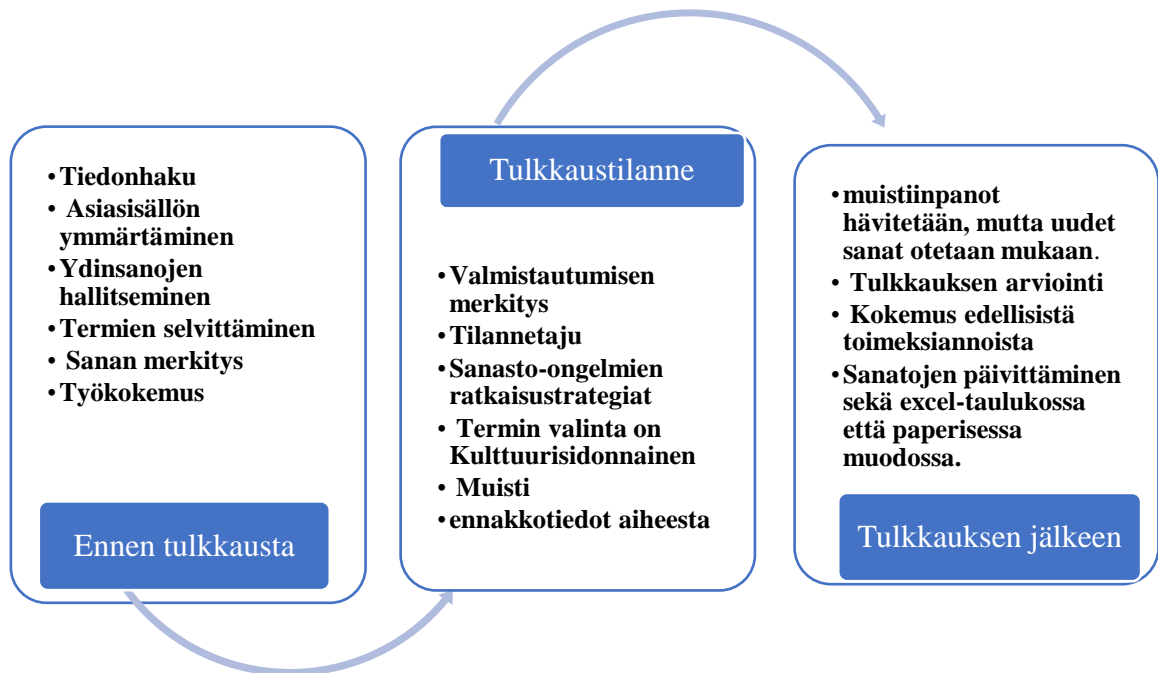 • Tiedonhaku
• Asiasisällön
ymmärtäminen
• Ydinsanojen
hallitseminen
• Termien selvittäminen
• Sanan merkitys
• Työkokemus
Ennen tulkkausta
Tulkkaustilanne
• Valmistautumisen
merkitys
• Tilannetaju
• Sanasto-ongelmien
ratkaisustrategiat
• Termin valinta on
Kulttuurisidonnainen
• Muisti
• ennakkotiedot aiheesta
• muistiinpanot
hävitetään, mutta uudet
sanat otetaan mukaan.
• Tulkkauksen arviointi
• Kokemus edellisistä
toimeksiannoista
• Sanatojen päivittäminen
sekä excel-taulukossa
että paperisessa
muodossa.
Tulkkauksen jälkeen